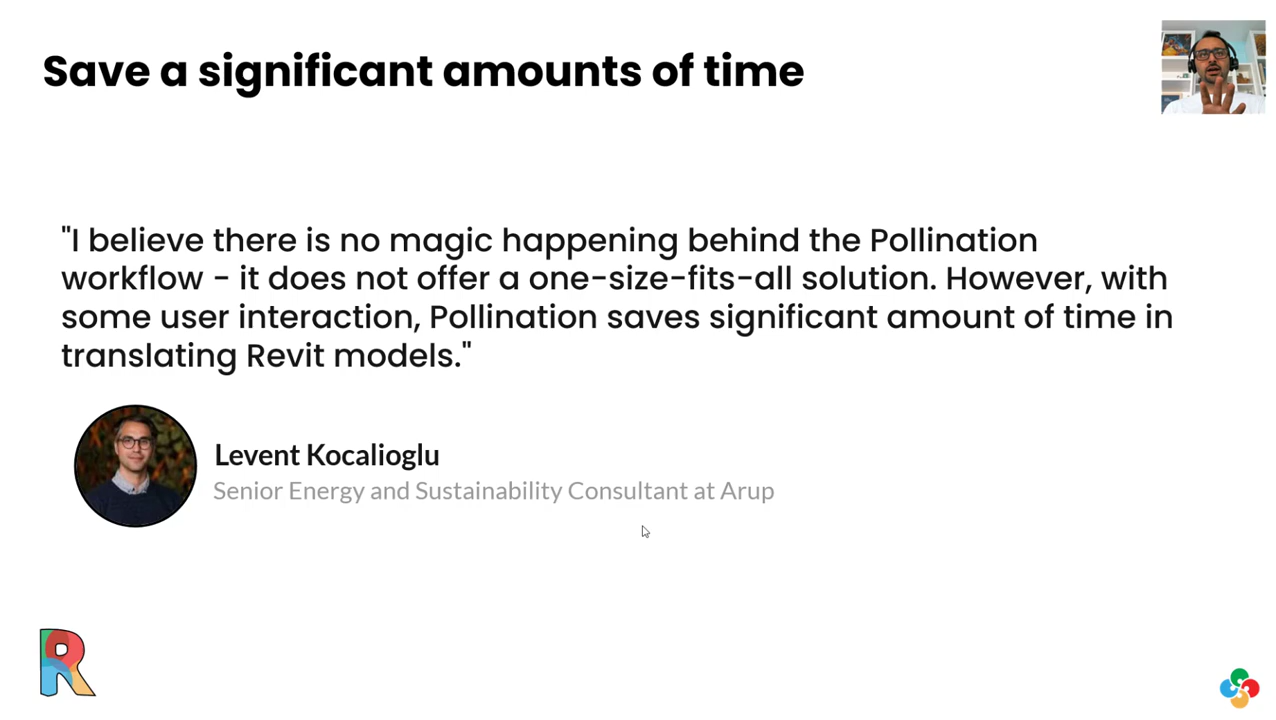 Save a significant amounts of time
"I believe there is no magic happening behind the Pollination
workflow - it does not offer a one-size-fits-all solution. However, with
some user interaction, Pollination saves significant amount of time in
translating Revit models."
Levent Kocalioglu
Senior Energy and Sustainability Consultant at Arup
R